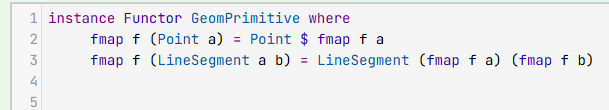 1 instance Functor GeomPrimitive where
2     fmap f (Point a) = Point $ fmap f a
3     fmap f (LineSegment a b) = LineSegment (fmap f a) (fmap f b)
4
5